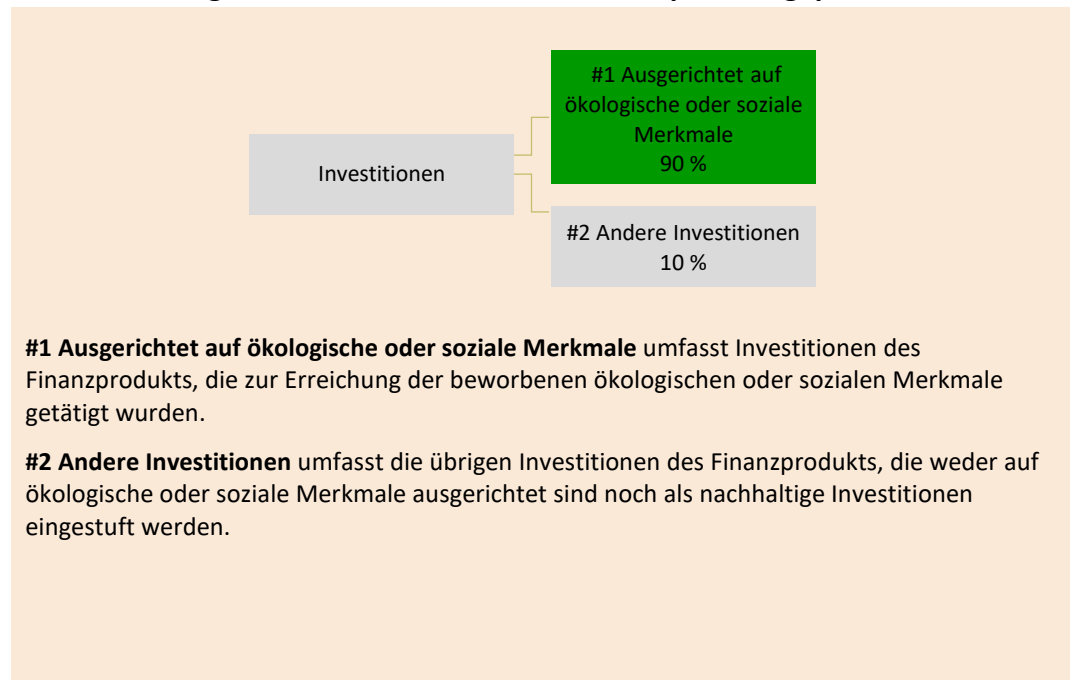 #1 Ausgerichtet auf
ökologische oder soziale
Merkmale
90 %
Investitionen
#2 Andere Investitionen
10 %
#1 Ausgerichtet auf ökologische oder soziale Merkmale umfasst Investitionen des
Finanzprodukts, die zur Erreichung der beworbenen ökologischen oder sozialen Merkmale
getätigt wurden.
#2 Andere Investitionen umfasst die übrigen Investitionen des Finanzprodukts, die weder auf
ökologische oder soziale Merkmale ausgerichtet sind noch als nachhaltige Investitionen
eingestuft werden.